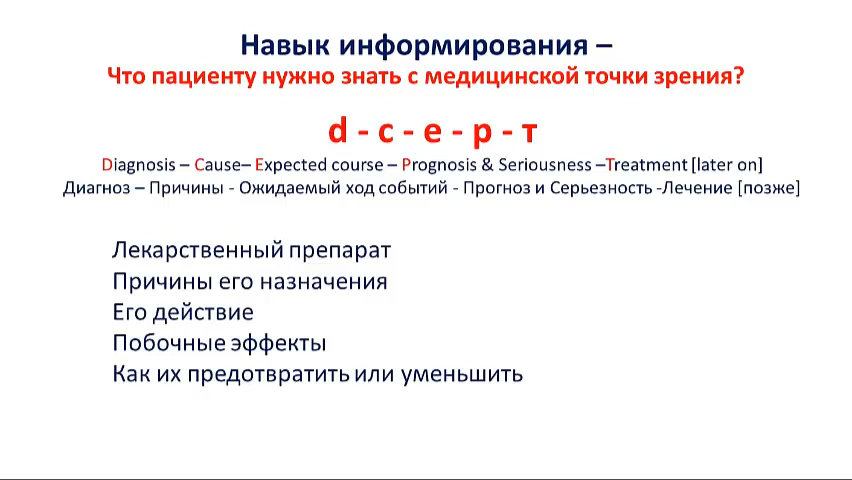 Навык информирования –
Что пациенту нужно знать с медицинской точки зрения?
d - c - e - p - т
Diagnosis – Cause– Expected course – Prognosis & Seriousness –Treatment [later on]
Диагноз – Причины - Ожидаемый ход событий - Прогноз и Серьезность -Лечение [позже]
Лекарственный препарат
Причины его назначения
Его действие
Побочные эффекты
Как их предотвратить или уменьшить